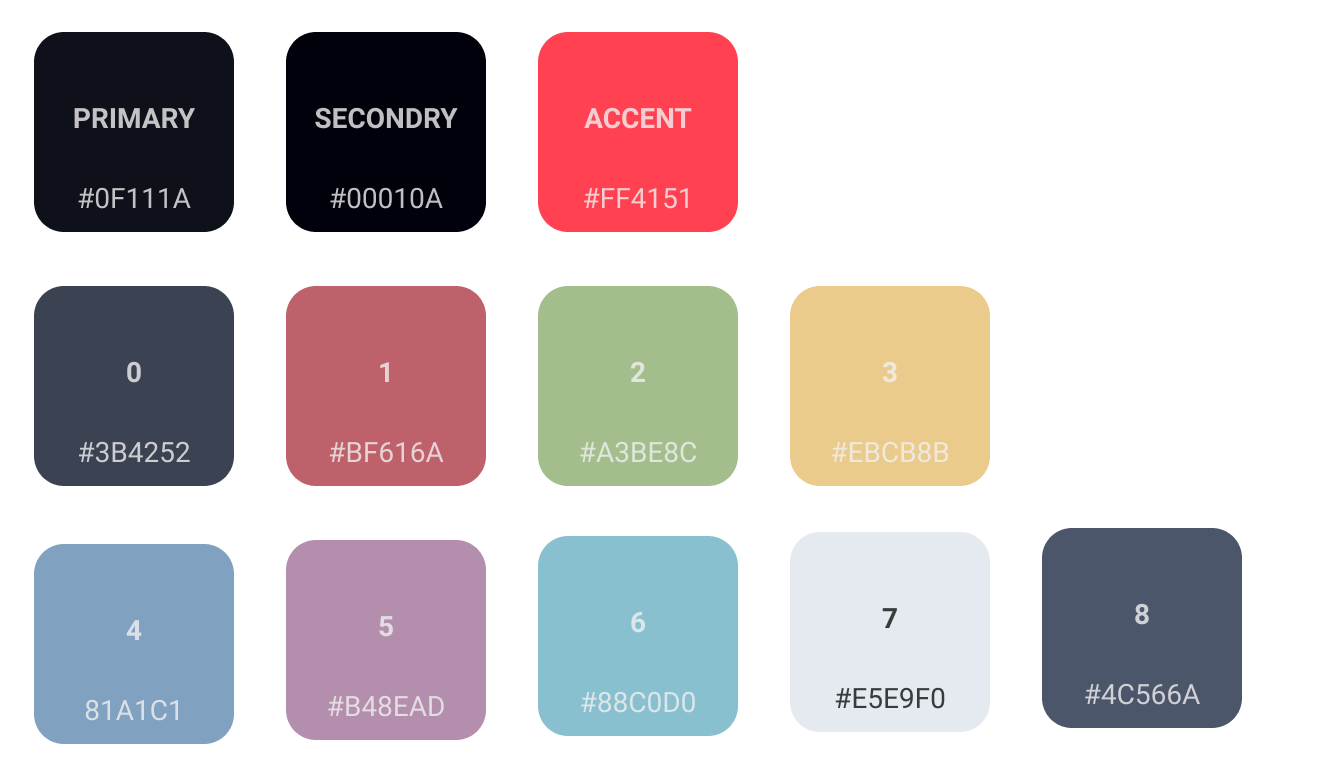 PRIMARY
SECONDRY
ACCENT
#0F111A
#00010A
#FF4151
0
1
2
3
#3B4252
#BF616A
#A3BE8C
#EBCB8B
4
5
6
7
8
81A1C1
#B48EAD
#88C0D0
#E5E9F0
#4C566A